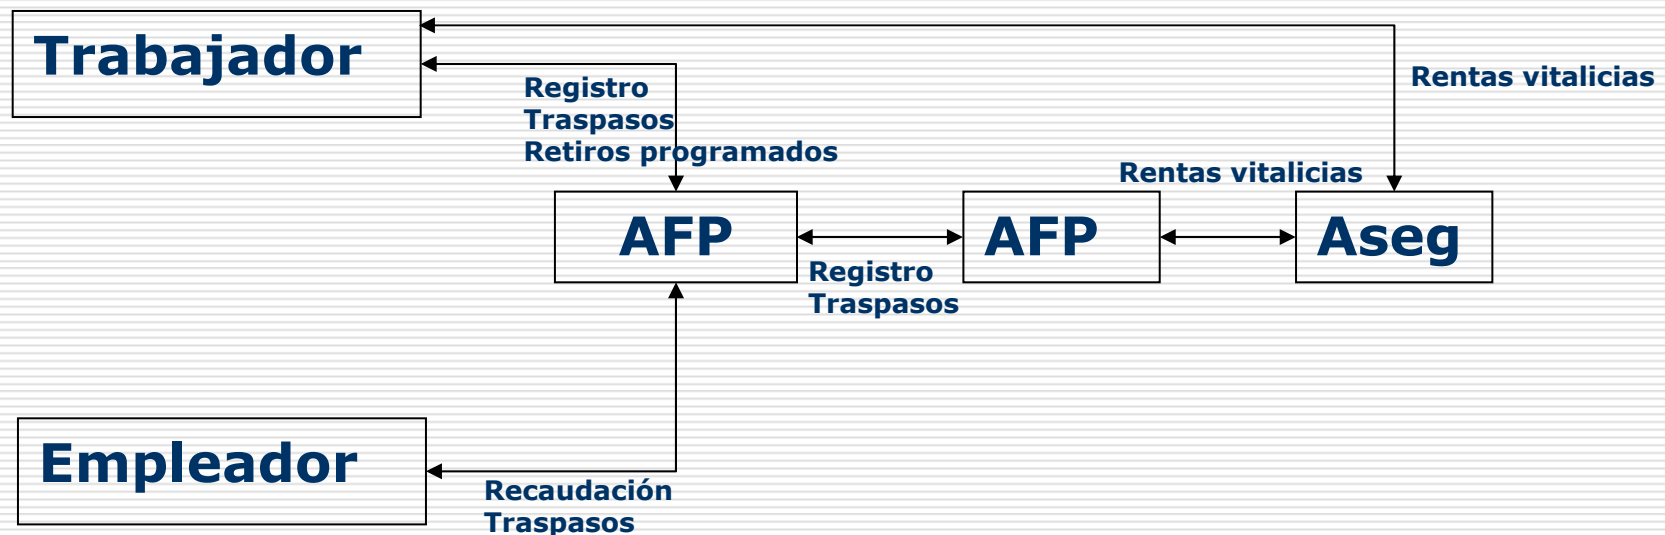 Trabajador
Rentas vitalicias
Registro
Traspasos
Retiros programados
Rentas vitalicias
AFP
AFP
Aseg
Registro
Traspasos
Empleador
Recaudación
Traspasos